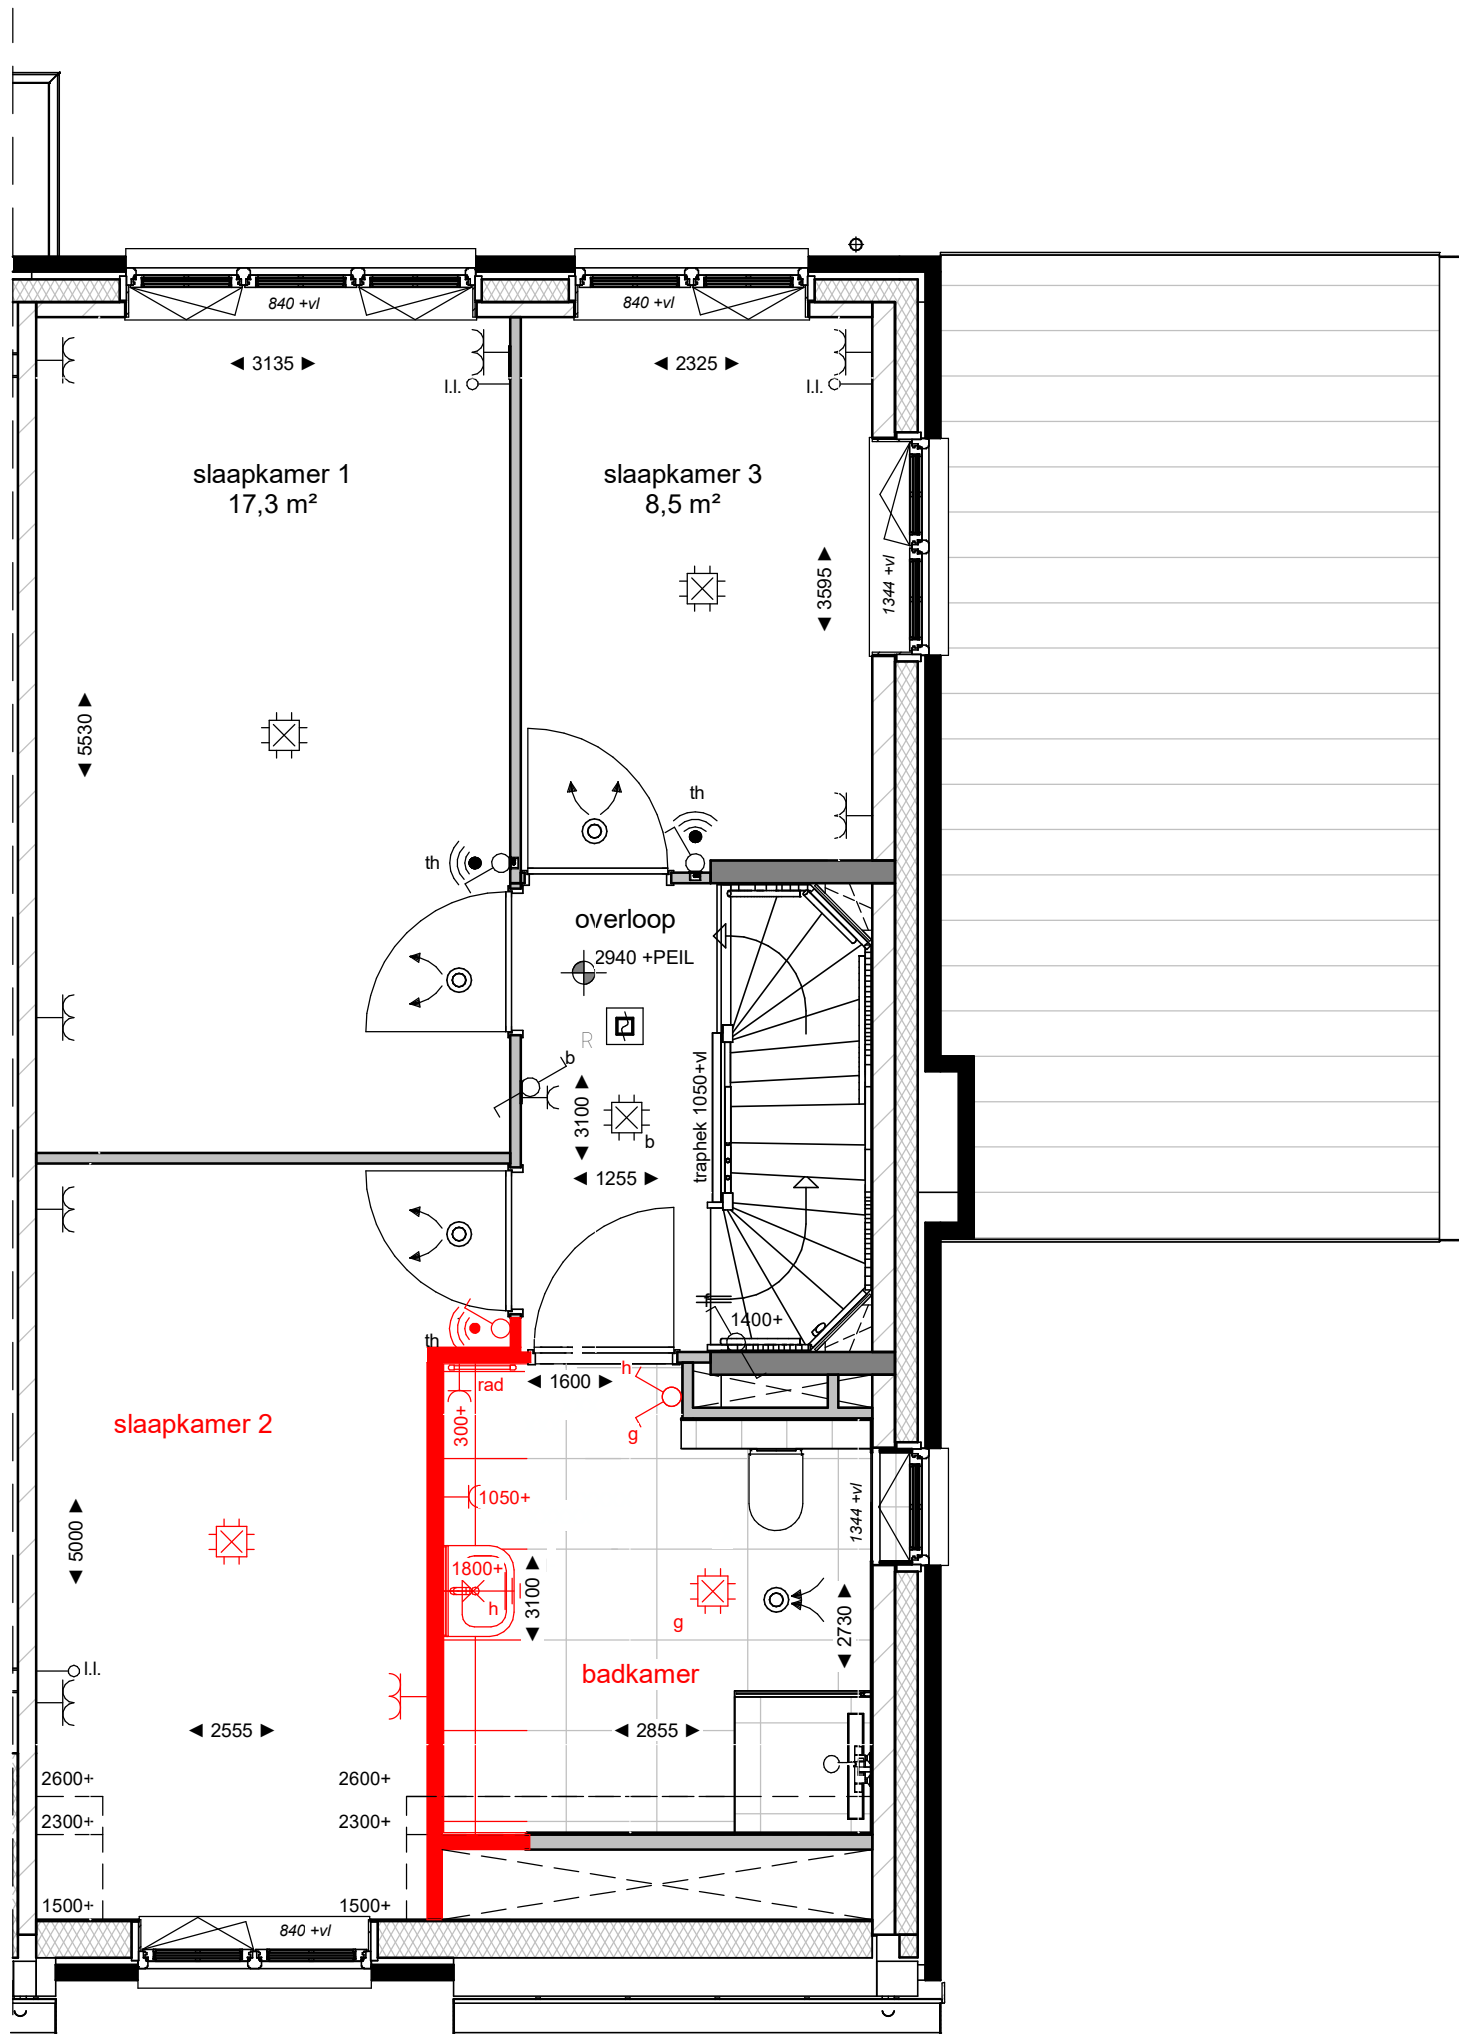 840 +vl
840 +vl
◄ 3135 ►
◄ 2325 ►
l.l.
l.l.
slaapkamer 1
17,3 m²
slaapkamer 3
8,5 m²
1344 +vl
◄ 3595 ►
◄ 5530 ►
th
th
overloop
2940 +PEIL
R
b
◄ 3100 ►
b
traphek 1050+vl
◄ 1255 ►
1400+
th
◄ 1600 ►
h
rad
300+
g
slaapkamer 2
1050+
1344 +vl
◄ 5000 ►
1800+
h
◄ 3100 ►
g
◄ 2730 ►
badkamer
l.l.
◄ 2555 ►
◄ 2855 ►
2600+
2600+
2300+
2300+
1500+
1500+
840 +vl